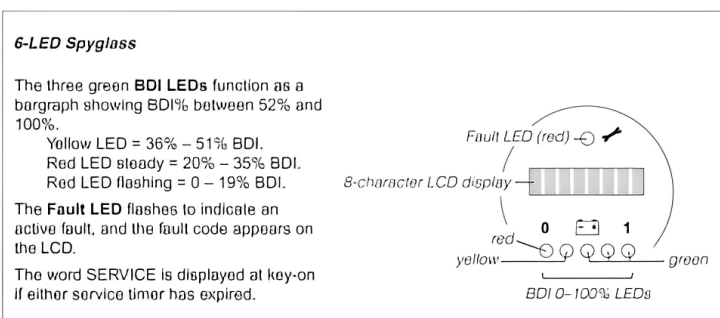 6-LED Spyglass
The three green BDI LEDs function as a
bargraph showing BDI% between 52% and
100%.
Yellow LED = 36% – 51% BDI.
Red LED steady = 20% – 35% BDI.
Red LED flashing = 0 – 19% BDI.
The Fault LED flashes to indicate an
active fault, and the fault code appears on
the LCD.
The word SERVICE is displayed at key-on
if either service timer has expired.
Fault LED (red)
8-character LCD display
0 - + 1
red
yellow
green
BDI 0–100% LEDs